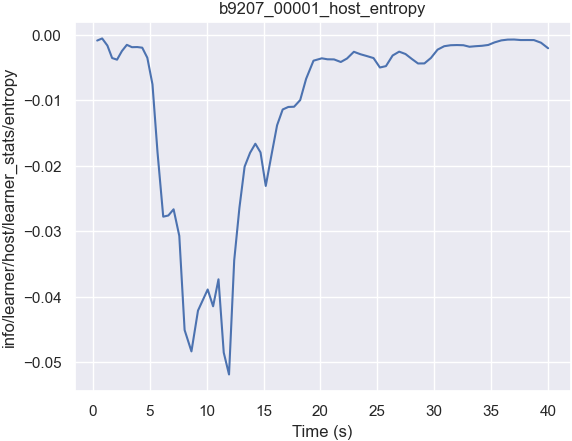 b9207_00001_host_entropy
info/learner/host/learner_stats/entropy
0.00
−0.01
−0.02
−0.03
−0.04
−0.05
0 5 10 15 20 25 30 35 40
Time (s)